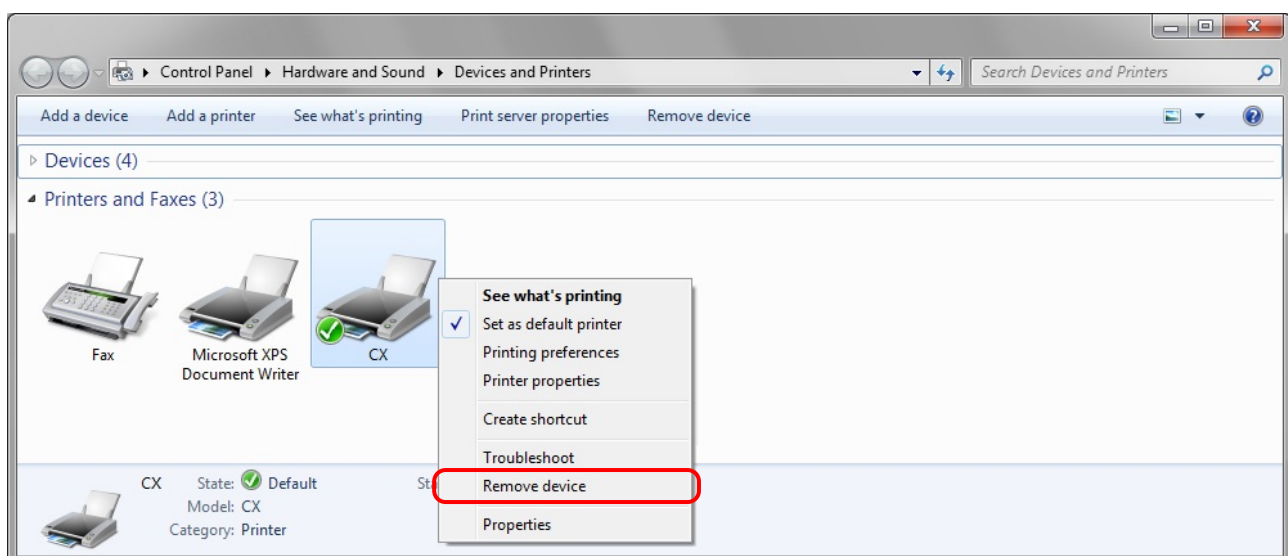 Control Panel ▸ Hardware and Sound ▸ Devices and Printers
Search Devices and Printers
Add a device Add a printer See what's printing Print server properties Remove device
Devices (4)
Printers and Faxes (3)
Fax
Microsoft XPS
Document Writer
CX
See what's printing
Set as default printer
Printing preferences
Printer properties
Create shortcut
Troubleshoot
Remove device
Properties
CX State: Default
Model: CX
Category: Printer